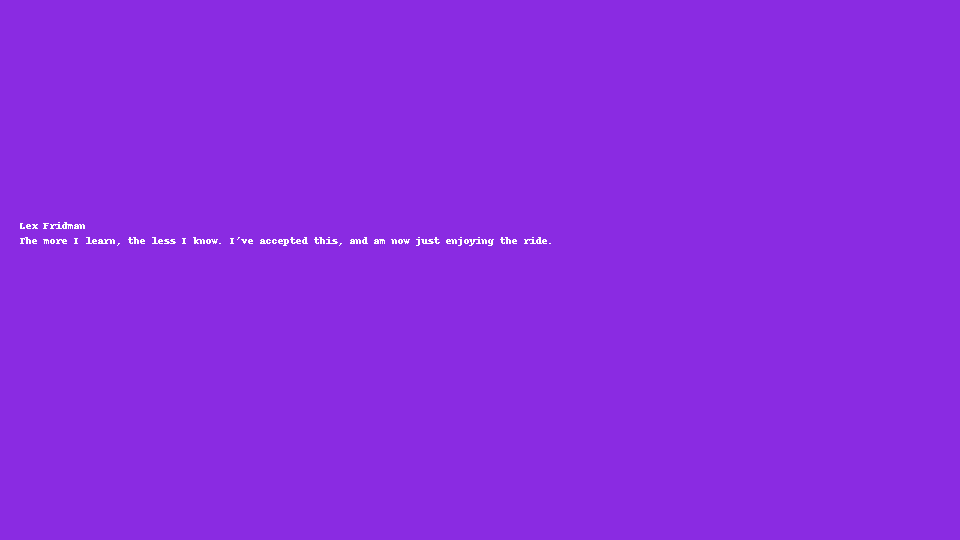 Lex Fridman
The more I learn, the less I know. I've accepted this, and am now just enjoying the ride.